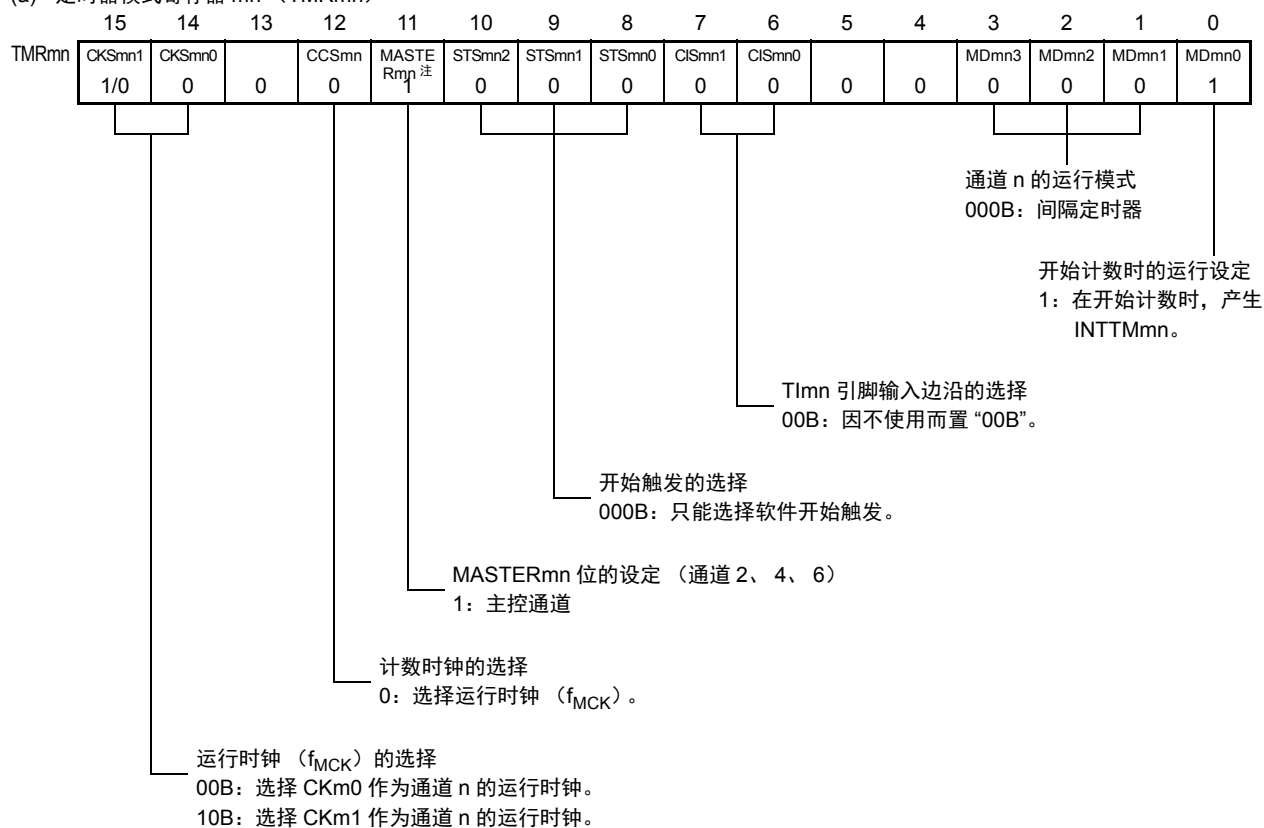 (a) 定时器模式寄存器 mn （TMRmn）
15 14 13 12 11 10 9 8 7 6 5 4 3 2 1 0
TMRmn CKSmn1 CKSmn0 CCSmn MASTE STSmn2 STSmn1 STSmn0 CISmn1 CISmn0 MDmn3 MDmn2 MDmn1 MDmn0
Rmn 注
1/0 0 0 0 1 0 0 0 0 0 0 0 0 0 0 1
通道 n 的运行模式
000B：间隔定时器
开始计数时的运行设定
1：在开始计数时，产生
INTTMmn。
TImn 引脚输入边沿的选择
00B：因不使用而置 “00B”。
开始触发的选择
000B：只能选择软件开始触发。
MASTERmn 位的设定 （通道 2、 4、 6）
1：主控通道
计数时钟的选择
0：选择运行时钟 （fMCK）。
运行时钟 （fMCK）的选择
00B：选择 CKm0 作为通道 n 的运行时钟。
10B：选择 CKm1 作为通道 n 的运行时钟。